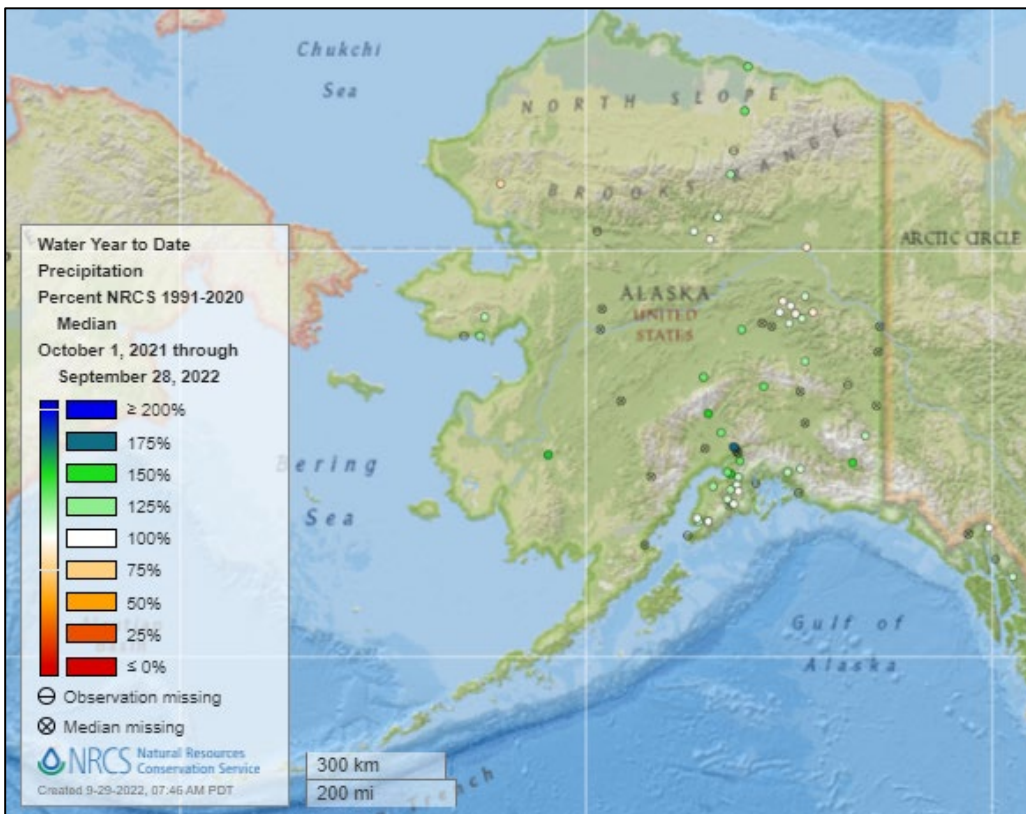 Chukchi
Sea
NORTH SLOPE
BROOKS RANGE
ARCTIC CIRCLE
ALASKA
UNITED
STATES
Bering
Sea
Gulf of
Alaska
Trench
Water Year to Date
Precipitation
Percent NRCS 1991-2020
Median
October 1, 2021 through
September 28, 2022
≥ 200%
175%
150%
125%
100%
75%
50%
25%
≤ 0%
Observation missing
Median missing
NRCS Natural Resources
Conservation Service
Created 9-29-2022, 07:46 AM PDT
300 km
200 mi